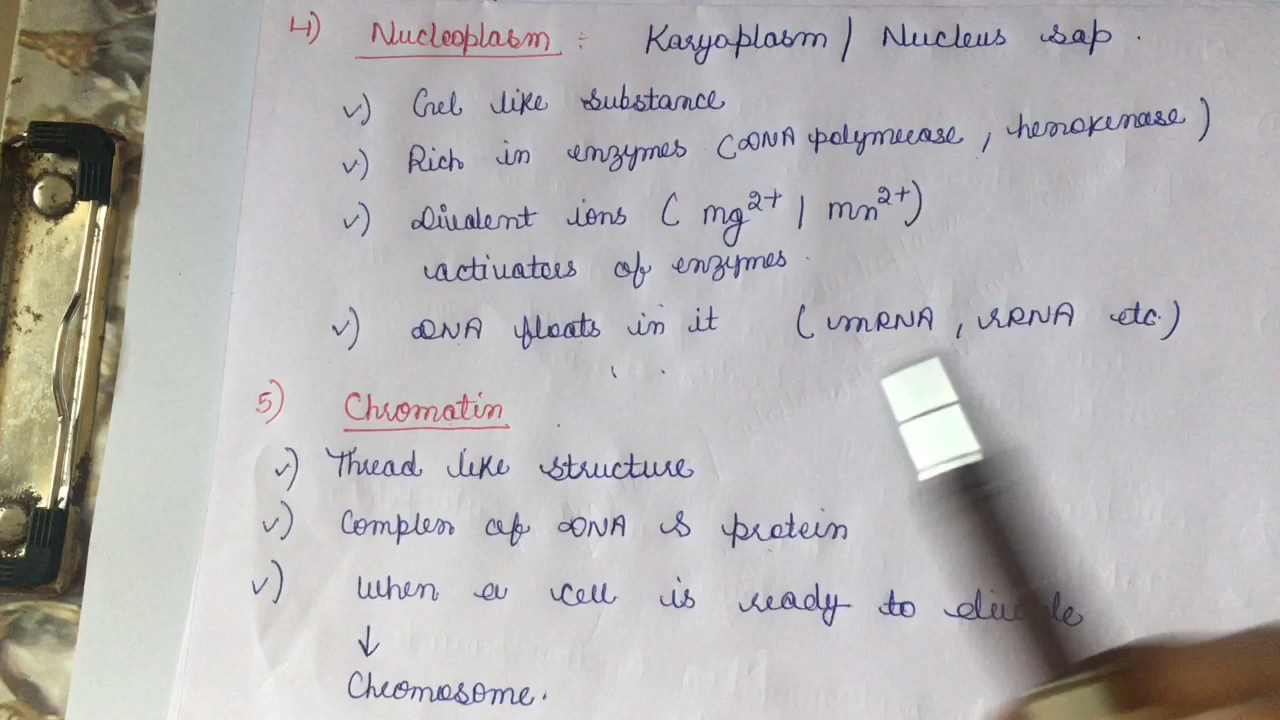 4) Nucleoplasm ÷ Karyoplasm / Nucleus sap.
✓) Gel like substance
✓) Rich in enzymes (DNA polymerase, hemokenase)
✓) Divalent ions (mg2+ / mn2+)
activators of enzymes.
✓) DNA floats in it (mRNA, rRNA etc.)
5) Chromatin
✓) Thread like structure
✓) Complex of DNA & protein
✓) When a cell is ready to divide
↓
Chromosome.